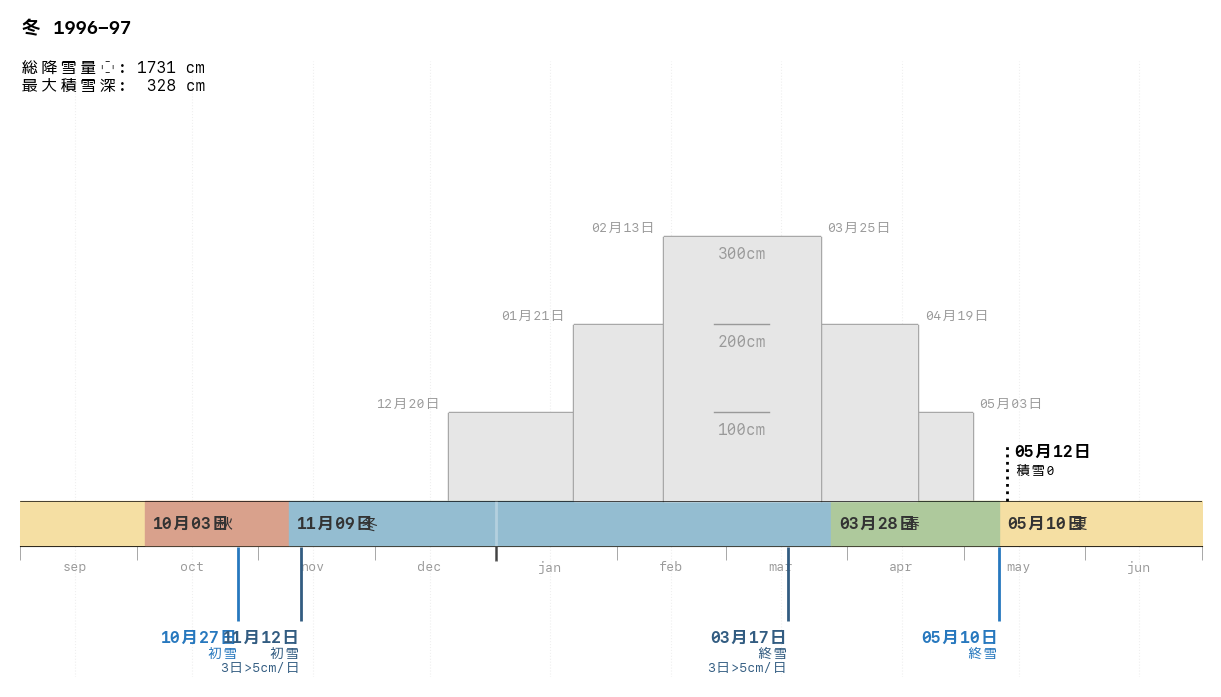 冬 1996–97
総降雪量: 1731 cm
最大積雪深: 328 cm
02月13日
03月25日
300cm
01月21日
04月19日
200cm
12月20日
05月03日
100cm
05月12日
積雪0
10月03日 秋
11月09日 冬
03月28日 春
05月10日 夏
sep oct nov dec jan feb mar apr may jun
10月27日
初雪
11月12日
初雪
3日>5cm/日
03月17日
終雪
3日>5cm/日
05月10日
終雪